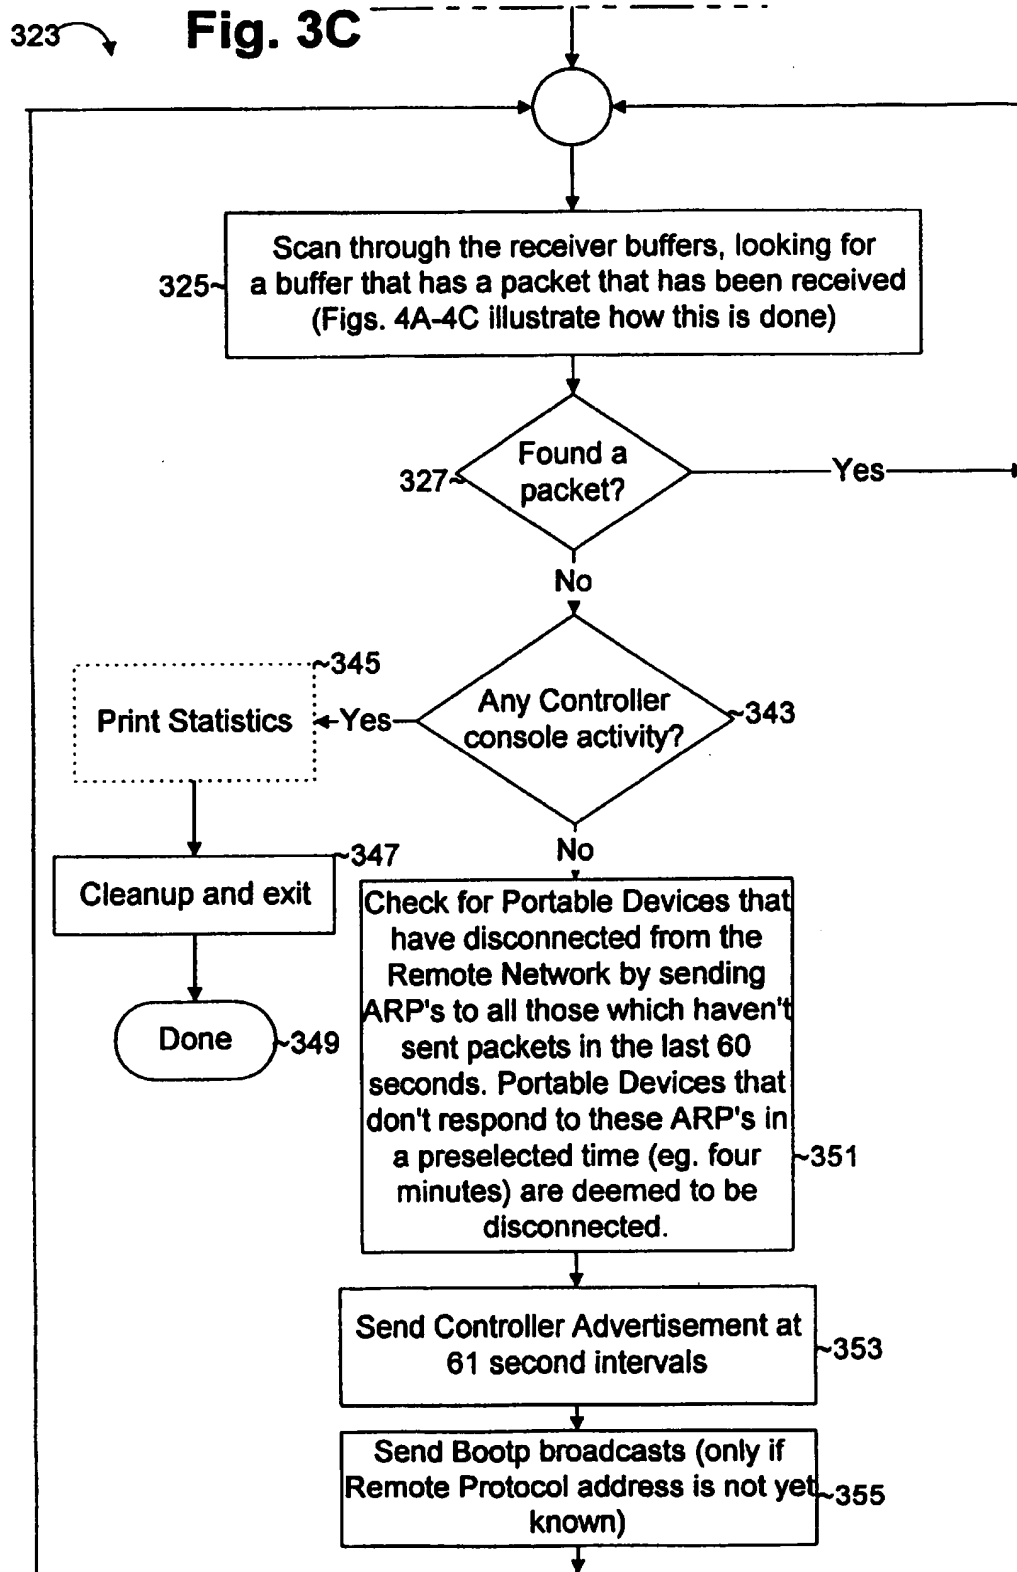 323
Fig. 3C
Scan through the receiver buffers, looking for
a buffer that has a packet that has been received
(Figs. 4A-4C illustrate how this is done)
325
Found a
packet?
327
Yes
No
345
Print Statistics
Yes
Any Controller
console activity?
343
No
347
Cleanup and exit
Done
349
Check for Portable Devices that
have disconnected from the
Remote Network by sending
ARP's to all those which haven't
sent packets in the last 60
seconds. Portable Devices that
don't respond to these ARP's in
a preselected time (eg. four
minutes) are deemed to be
disconnected.
351
Send Controller Advertisement at
61 second intervals
353
Send Bootp broadcasts (only if
Remote Protocol address is not yet
known)
355